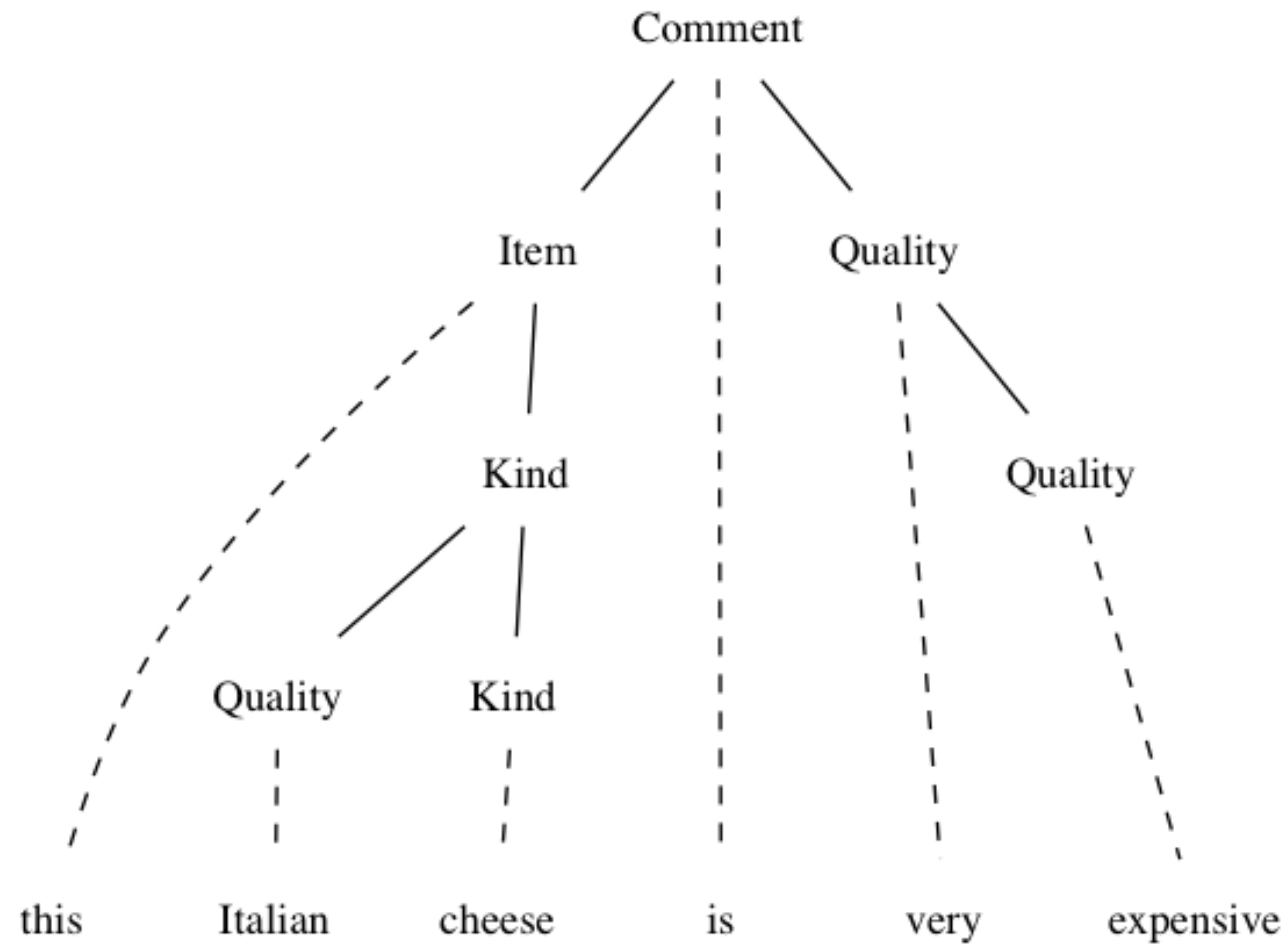 Comment
Item Quality
Kind Quality
Quality Kind
this Italian cheese is very expensive